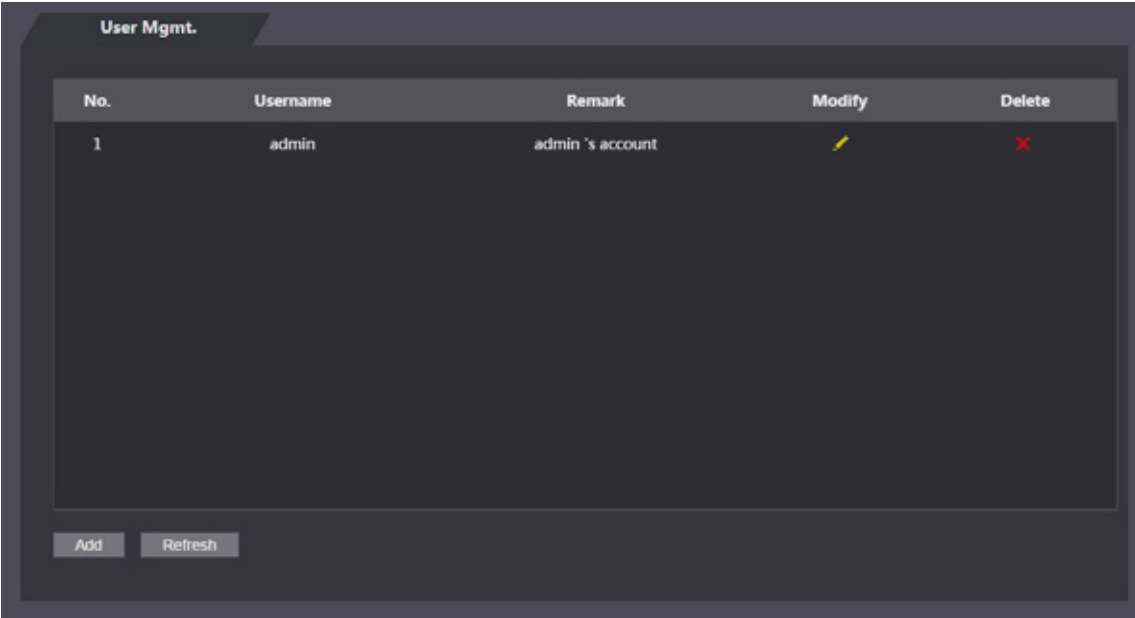 User Mgmt.
No. Username Remark Modify Delete
1 admin admin 's account
Add Refresh